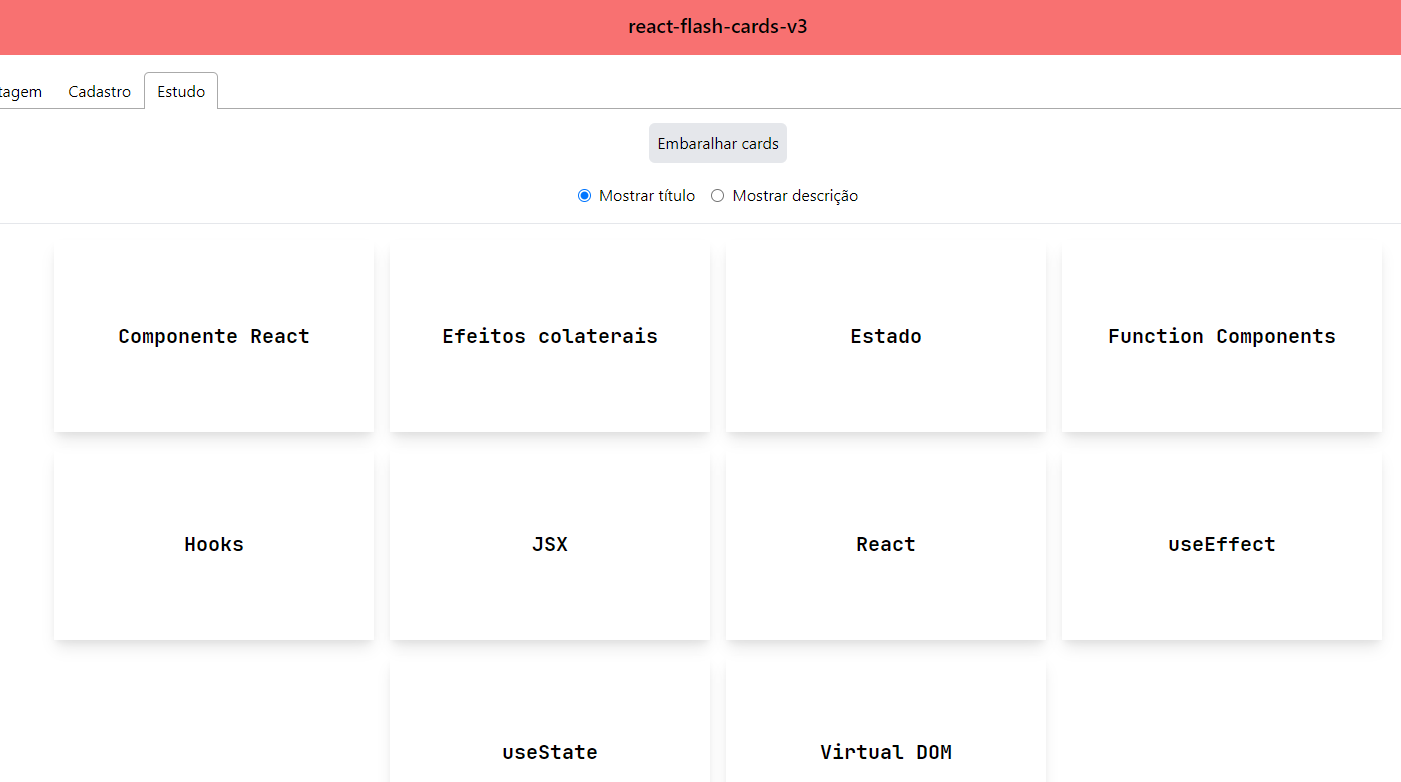 react-flash-cards-v3
tagem Cadastro Estudo
Embaralhar cards
Mostrar título Mostrar descrição
Componente React Efeitos colaterais Estado Function Components
Hooks JSX React useEffect
useState Virtual DOM